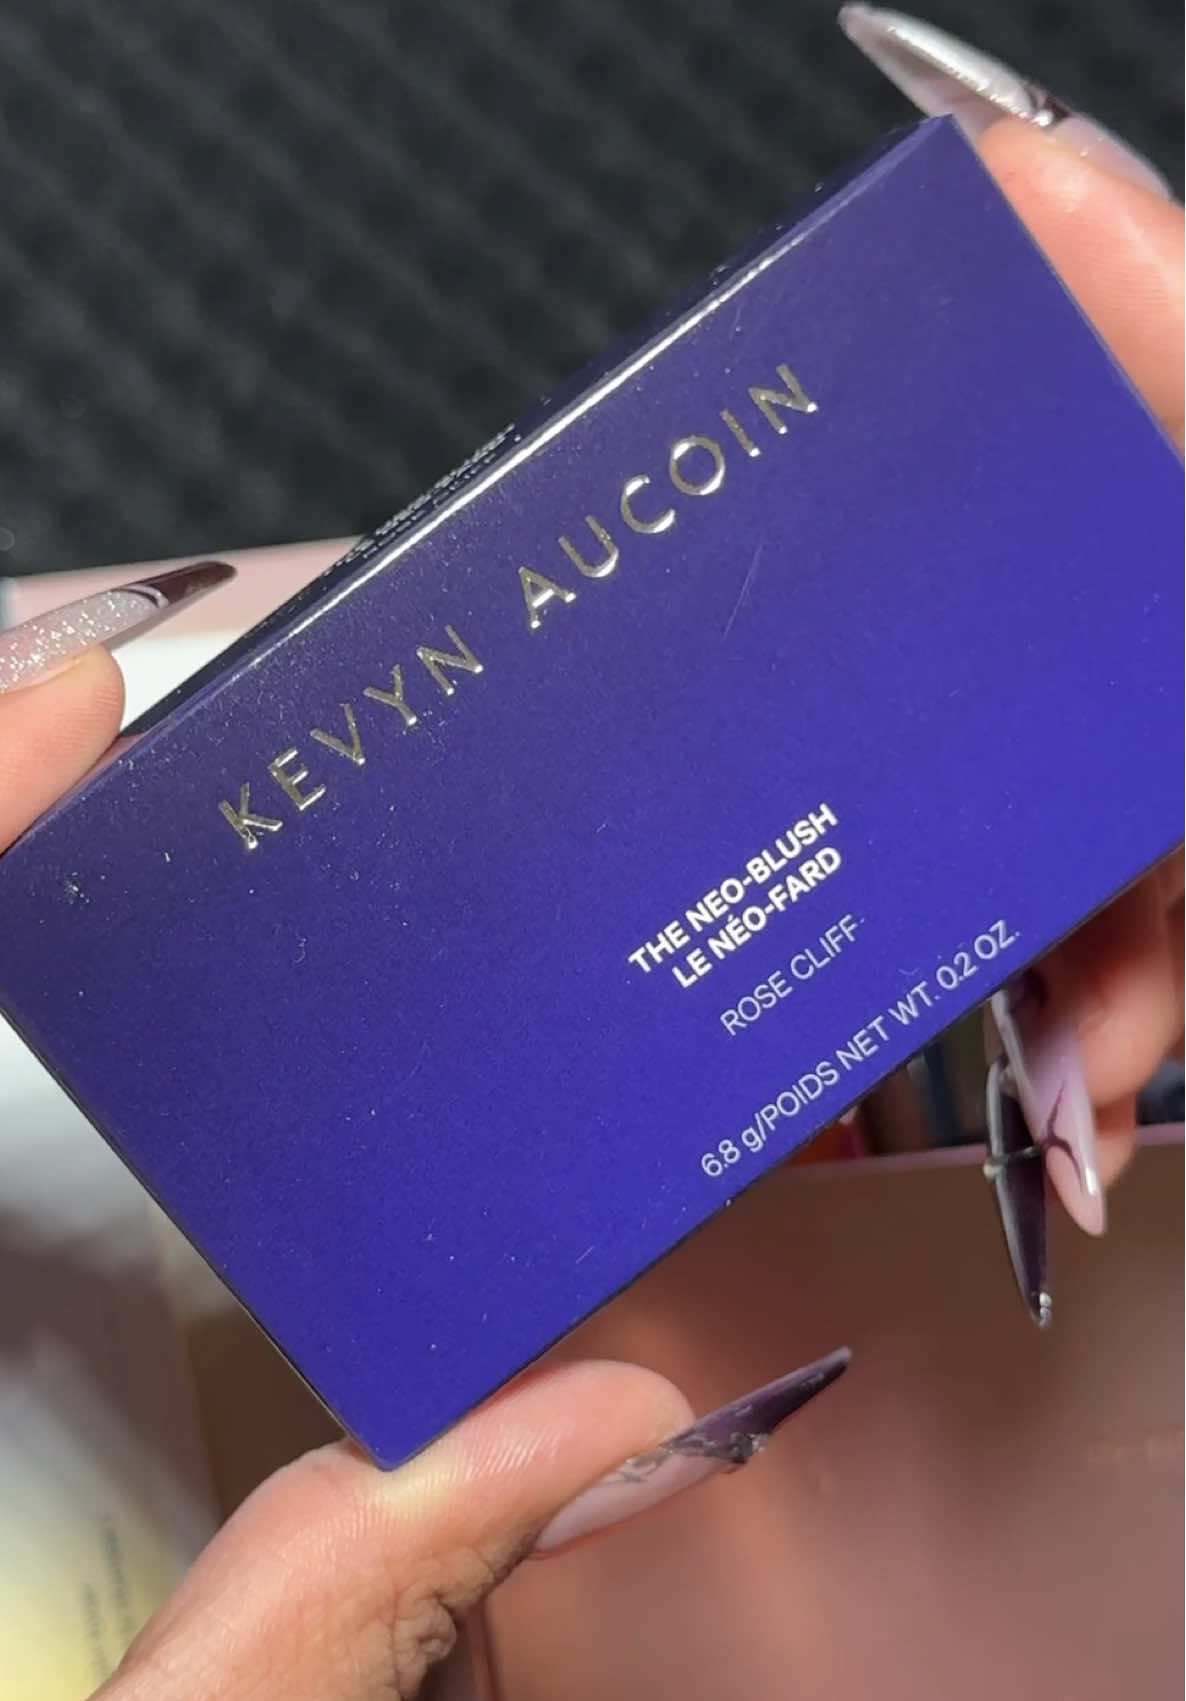 KEVYN AUCOIN
THE NEO-BLUSH
LE NÉO-FARD
ROSE CLIFF
6.8 g/POIDS NET WT. 0.2 OZ.